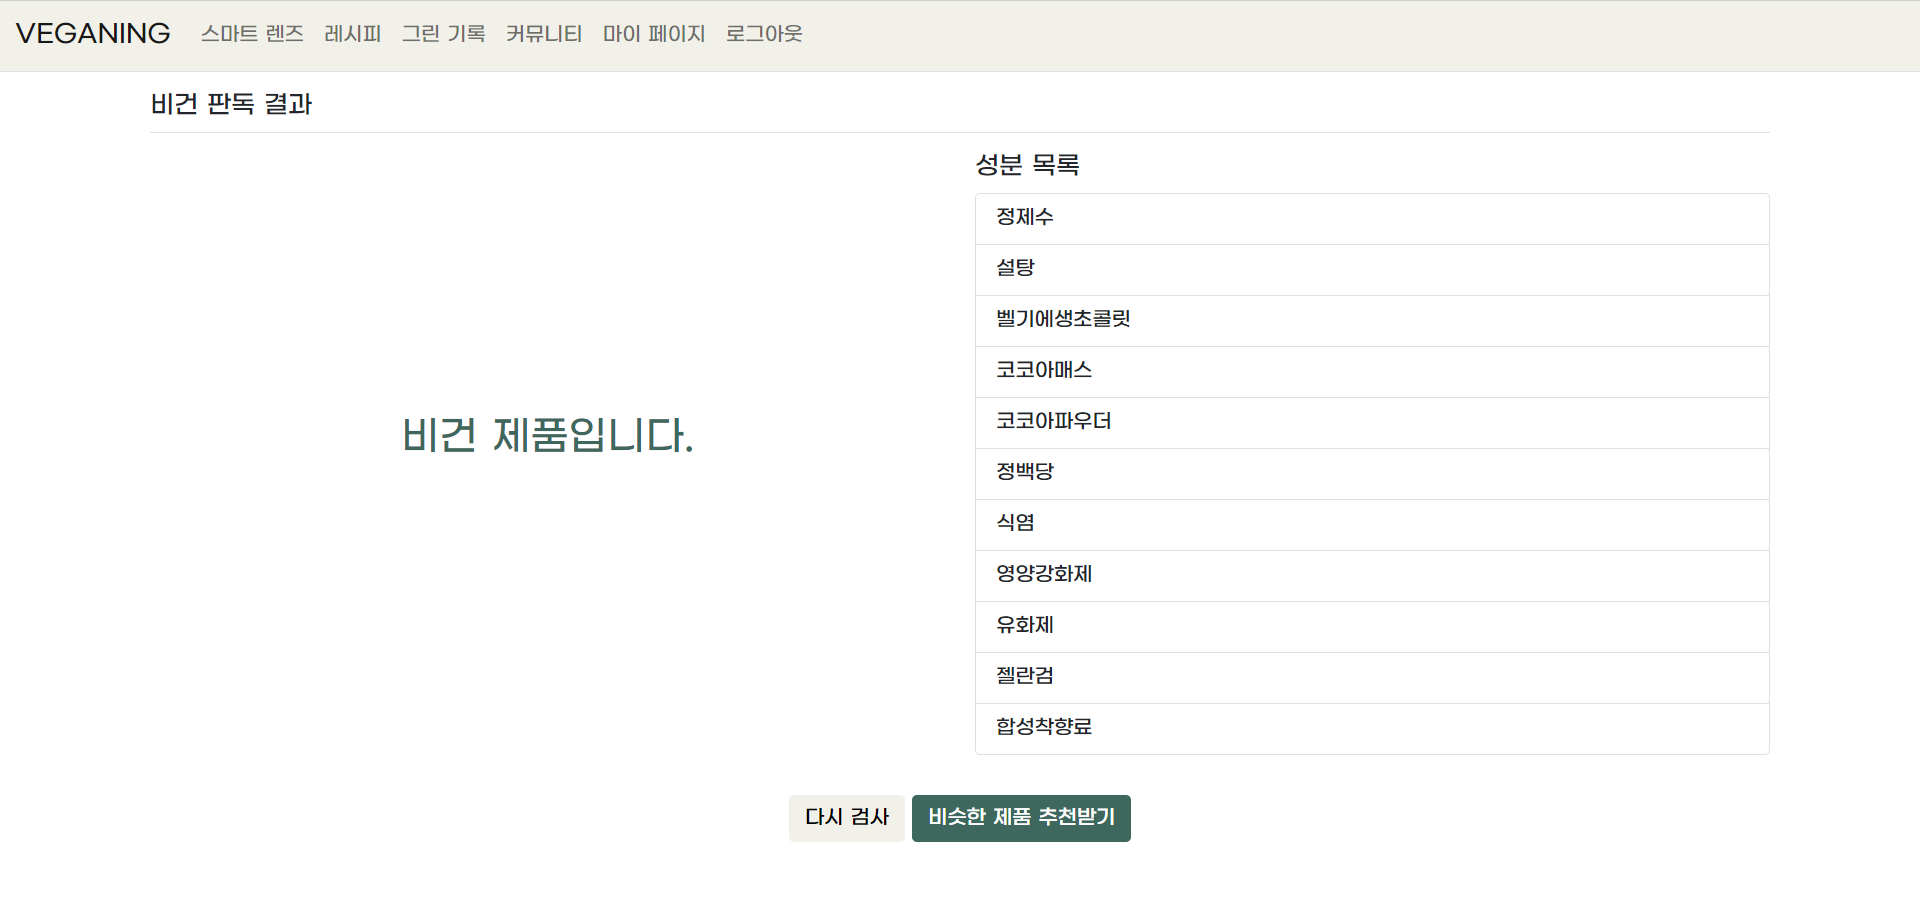 VEGANING 스마트 렌즈 레시피 그린 기록 커뮤니티 마이 페이지 로그아웃
비건 판독 결과
비건 제품입니다.
성분 목록
정제수
설탕
벨기에생초콜릿
코코아매스
코코아파우더
정백당
식염
영양강화제
유화제
젤란검
합성착향료
다시 검사 비슷한 제품 추천받기